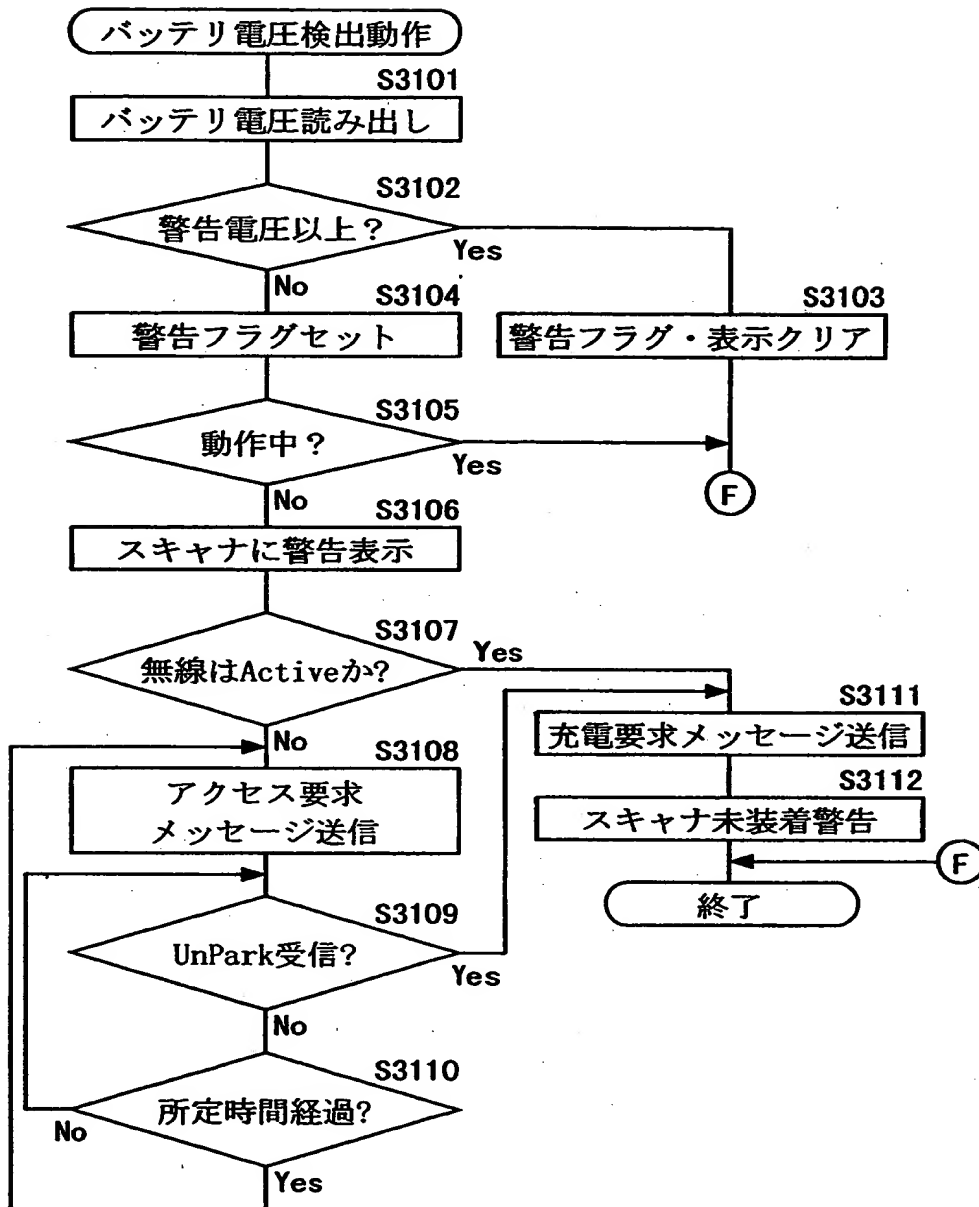 バッテリ電圧検出動作
S3101
バッテリ電圧読み出し
S3102
警告電圧以上?
Yes
No
S3103
警告フラグ・表示クリア
S3104
警告フラグセット
S3105
動作中?
Yes
F
No
S3106
スキャナに警告表示
S3107
無線はActiveか?
Yes
No
S3108
アクセス要求
メッセージ送信
S3109
UnPark受信?
Yes
No
S3110
所定時間経過?
No
Yes
S3111
充電要求メッセージ送信
S3112
スキャナ未装着警告
F
終了